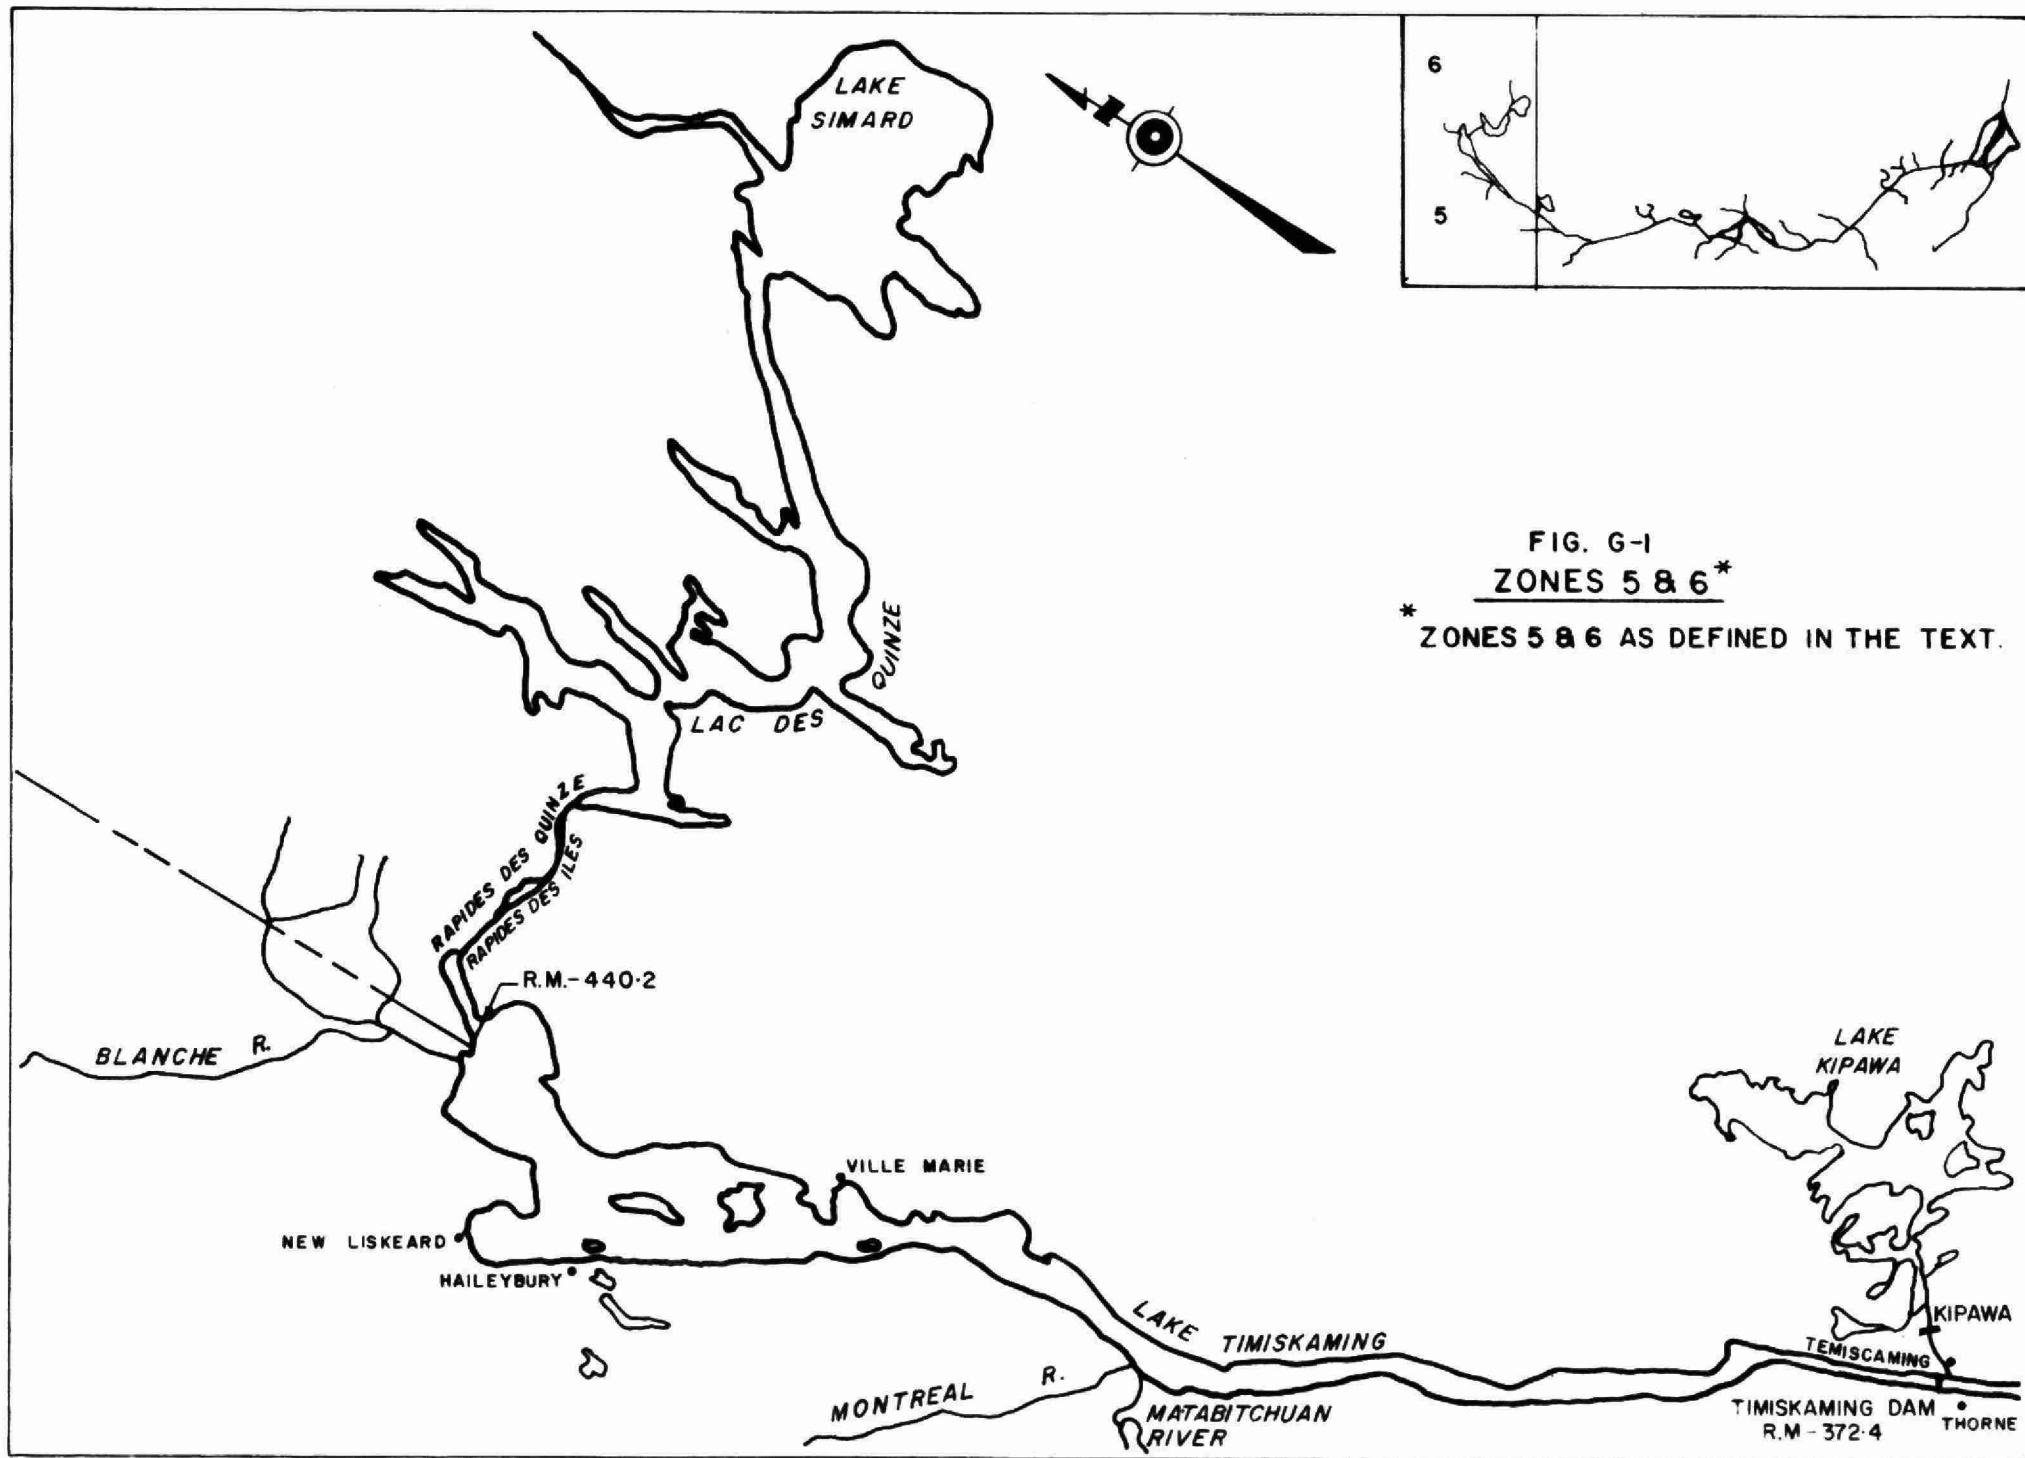 LAKE
SIMARD
6
5
FIG. G-1
ZONES 5 & 6*
* ZONES 5 & 6 AS DEFINED IN THE TEXT.
QUINZE
LAC DES
RAPIDES DES QUINZE
RAPIDES DES ILES
R.M.-440·2
BLANCHE R.
LAKE
KIPAWA
VILLE MARIE
NEW LISKEARD
HAILEYBURY
LAKE TIMISKAMING
KIPAWA
TEMISCAMING
MONTREAL R.
MATABITCHUAN
RIVER
TIMISKAMING DAM
R.M-372·4
THORNE